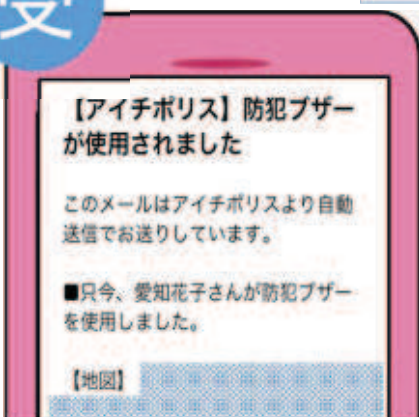 受
【アイチポリス】防犯ブザー
が使用されました
このメールはアイチポリスより自動
送信でお送りしています。
■只今、愛知花子さんが防犯ブザー
を使用しました。
【地図】